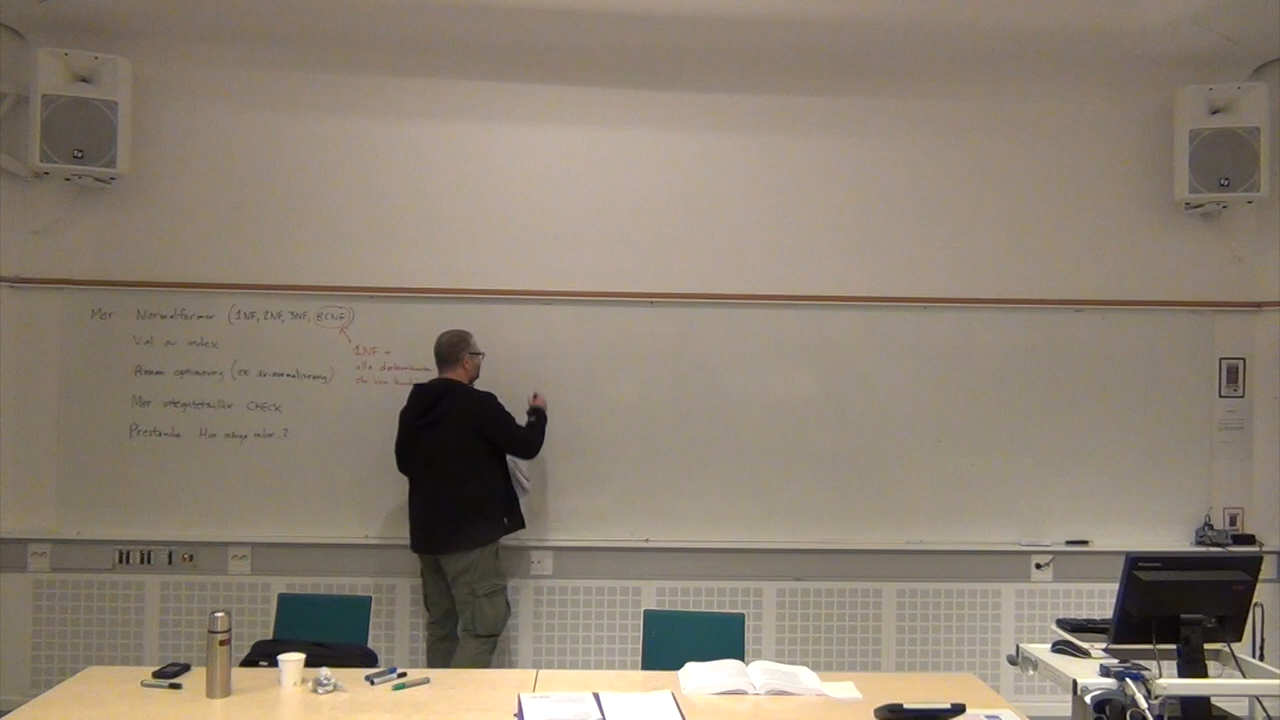 Mer Normalformer (1NF, 2NF, 3NF, BCNF)
Val av index
1NF +
Annan optimering (ex de-normalisering)
alla
Mer integritetsvillkor CHECK
Prestanda Hur många rader?